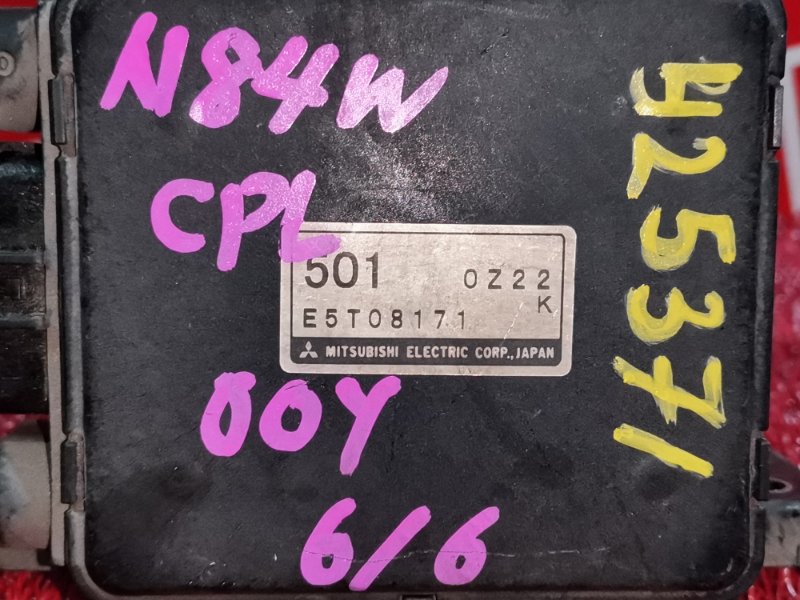 N84W
CPL
501 0Z22
K
E5T08171
MITSUBISHI ELECTRIC CORP., JAPAN
00Y
6/6
425371